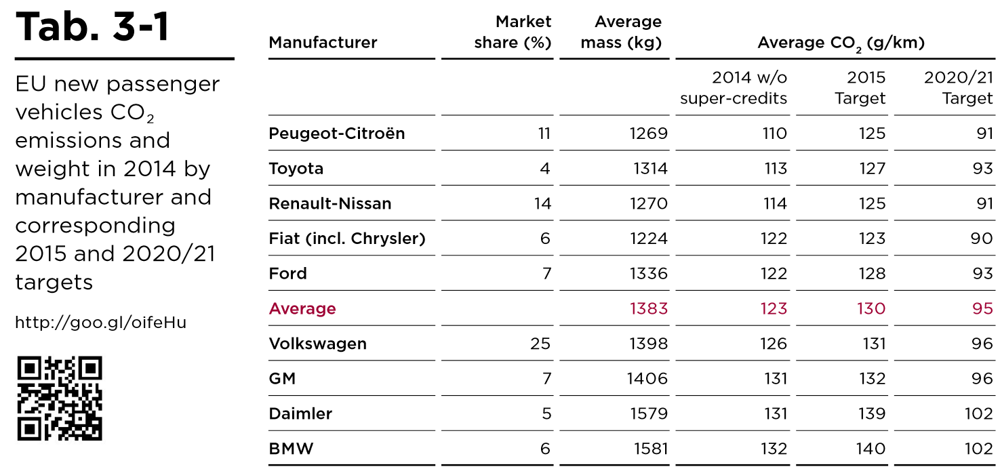 Tab. 3-1
EU new passenger
vehicles CO₂
emissions and
weight in 2014 by
manufacturer and
corresponding
2015 and 2020/21
targets
http://goo.gl/oifeHu
Manufacturer Market share (%) Average mass (kg) Average CO₂ (g/km)
2014 w/o super-credits 2015 Target 2020/21 Target
Peugeot-Citroën 11 1269 110 125 91
Toyota 4 1314 113 127 93
Renault-Nissan 14 1270 114 125 91
Fiat (incl. Chrysler) 6 1224 122 123 90
Ford 7 1336 122 128 93
Average 1383 123 130 95
Volkswagen 25 1398 126 131 96
GM 7 1406 131 132 96
Daimler 5 1579 131 139 102
BMW 6 1581 132 140 102